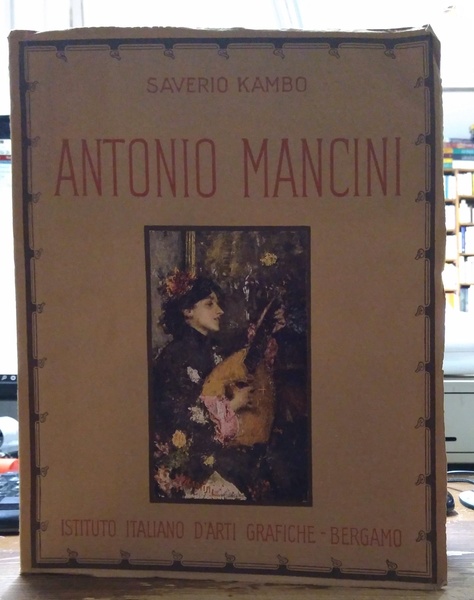 SAVERIO KAMBO
ANTONIO MANCINI
ISTITUTO ITALIANO D'ARTI GRAFICHE - BERGAMO